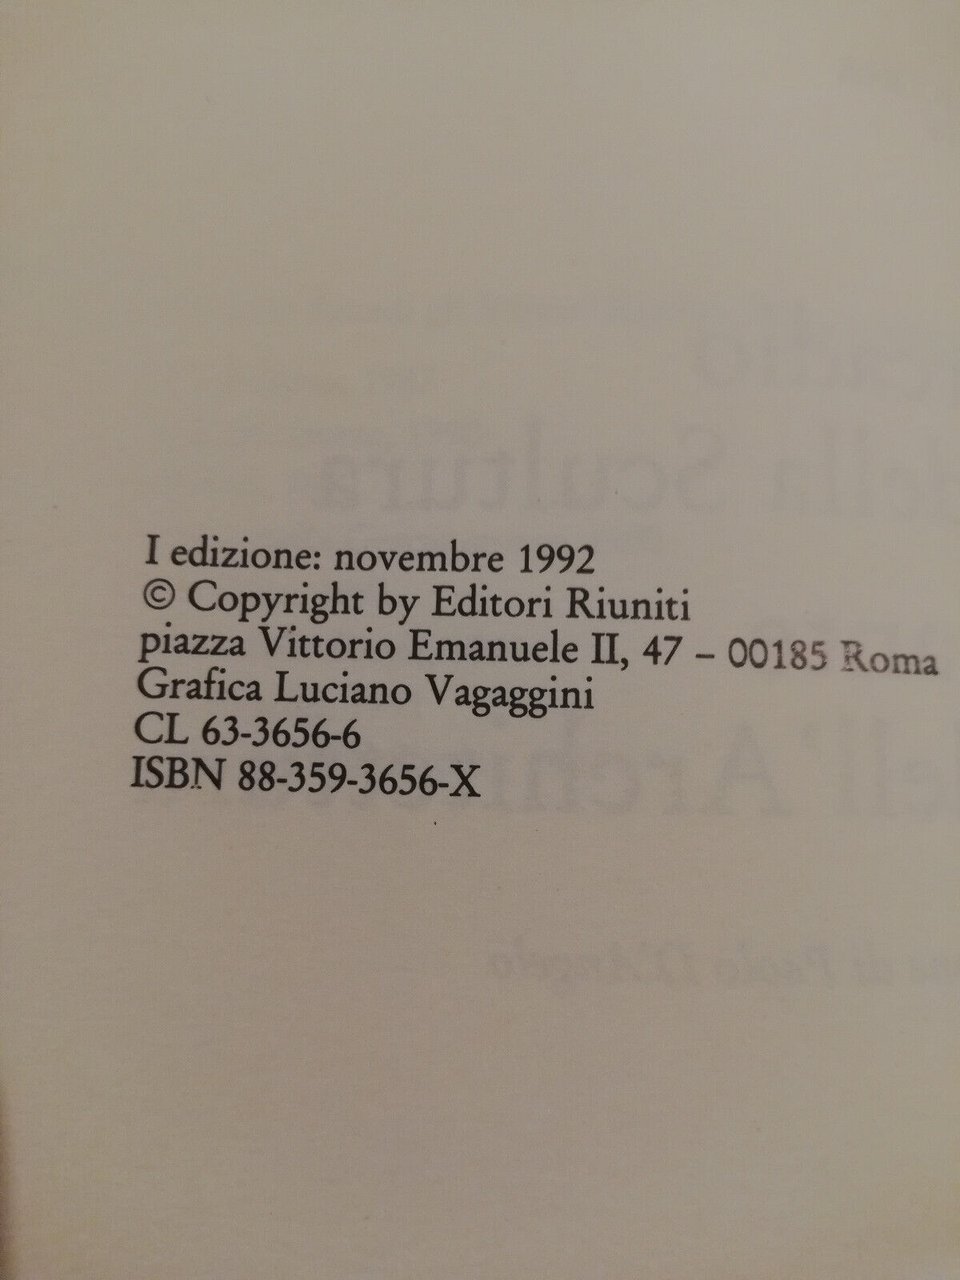 I edizione: novembre 1992
© Copyright by Editori Riuniti
piazza Vittorio Emanuele II, 47 – 00185 Roma
Grafica Luciano Vagaggini
CL 63-3656-6
ISBN 88-359-3656-X